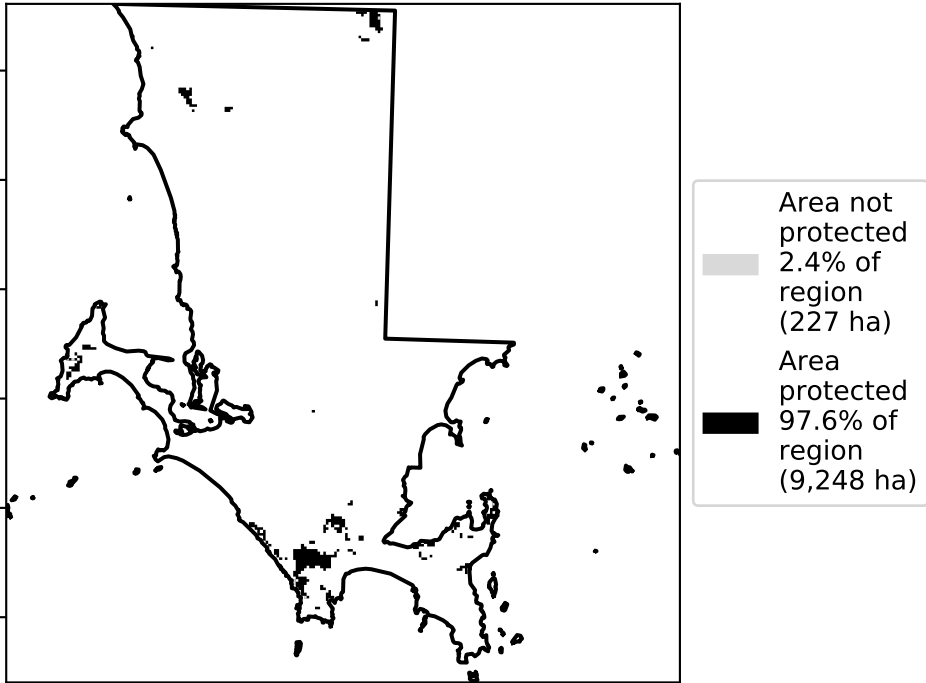 Area not
protected
2.4% of
region
(227 ha)
Area
protected
97.6% of
region
(9,248 ha)